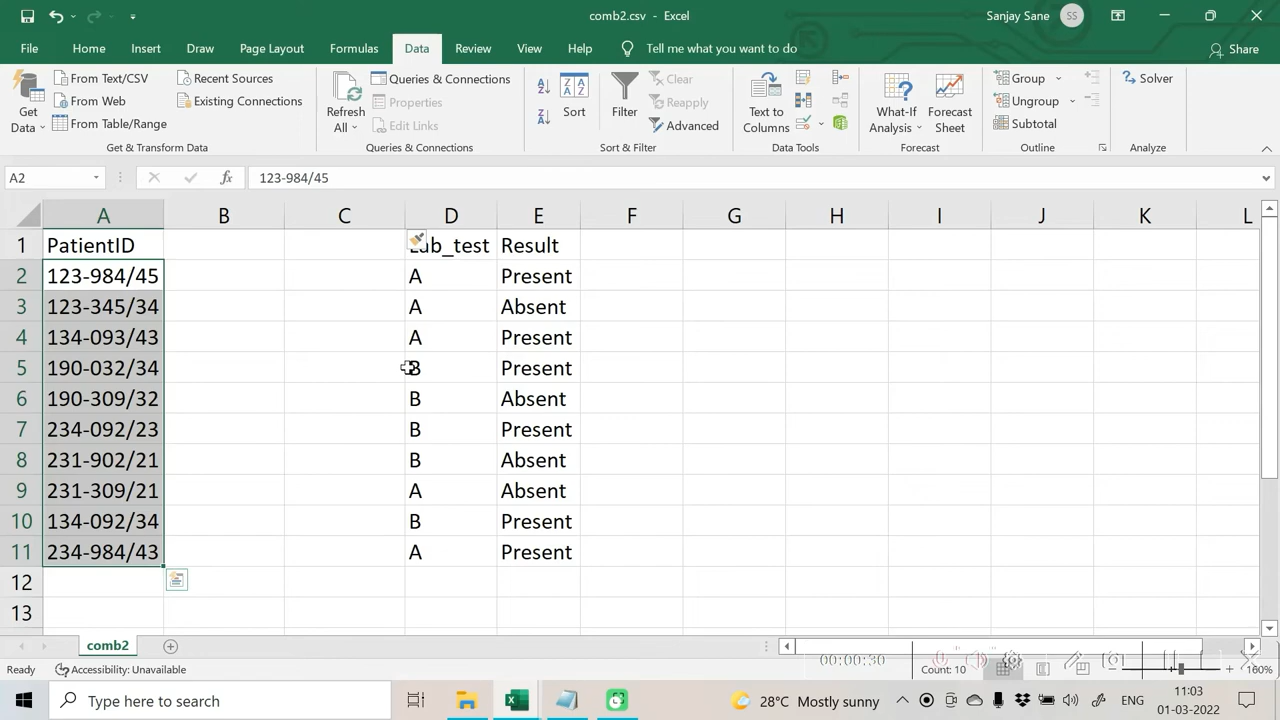 comb2.csv - Excel
Sanjay Sane SS
File Home Insert Draw Page Layout Formulas Data Review View Help Tell me what you want to do Share
Get Data
From Text/CSV
From Web
From Table/Range
Recent Sources
Existing Connections
Get & Transform Data
Refresh All
Queries & Connections
Properties
Edit Links
Queries & Connections
Sort
Filter
Clear
Reapply
Advanced
Sort & Filter
Text to Columns
Data Tools
What-If Analysis
Forecast Sheet
Forecast
Group
Ungroup
Subtotal
Outline
Solver
Analyze
A2 fx 123-984/45
A B C D E F G H I J K L
1 PatientID Lab_test Result
2 123-984/45 A Present
3 123-345/34 A Absent
4 134-093/43 A Present
5 190-032/34 B Present
6 190-309/32 B Absent
7 234-092/23 B Present
8 231-902/21 B Absent
9 231-309/21 A Absent
10 134-092/34 B Present
11 234-984/43 A Present
12
13
comb2
Ready Accessibility: Unavailable 00:00:30 Count: 10 160%
Type here to search 28°C Mostly sunny ENG 11:03
01-03-2022